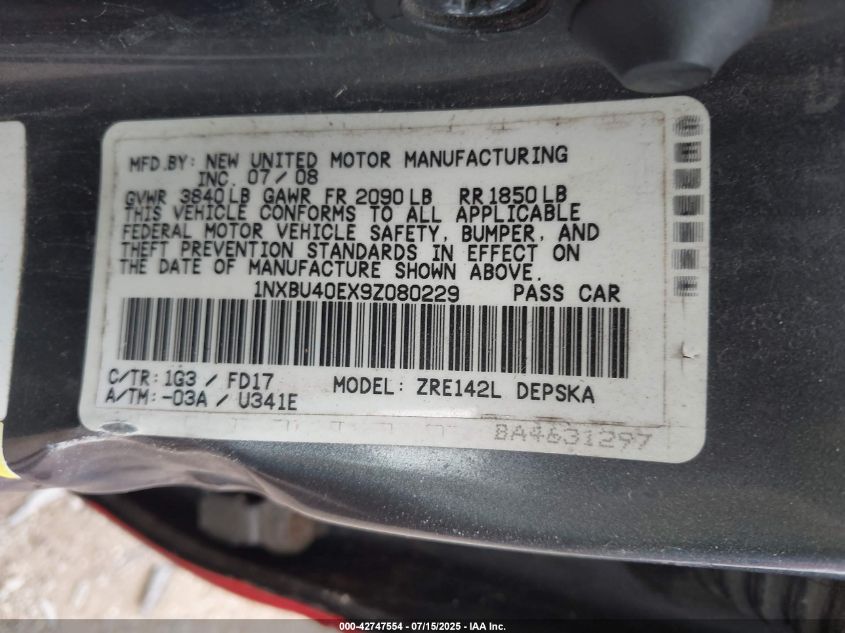 MFD.BY: NEW UNITED MOTOR MANUFACTURING
INC. 07/08
GVWR 3840LB GAWR FR 2090LB RR1850LB
THIS VEHICLE CONFORMS TO ALL APPLICABLE
FEDERAL MOTOR VEHICLE SAFETY, BUMPER, AND
THEFT PREVENTION STANDARDS IN EFFECT ON
THE DATE OF MANUFACTURE SHOWN ABOVE.
1NXBU40EX9Z080229 PASS CAR
C/TR: 1G3 / FD17 MODEL: ZRE142L DEPSKA
A/TM: -03A / U341E
BA4631297
000-42747554 - 07/15/2025 - IAA Inc.